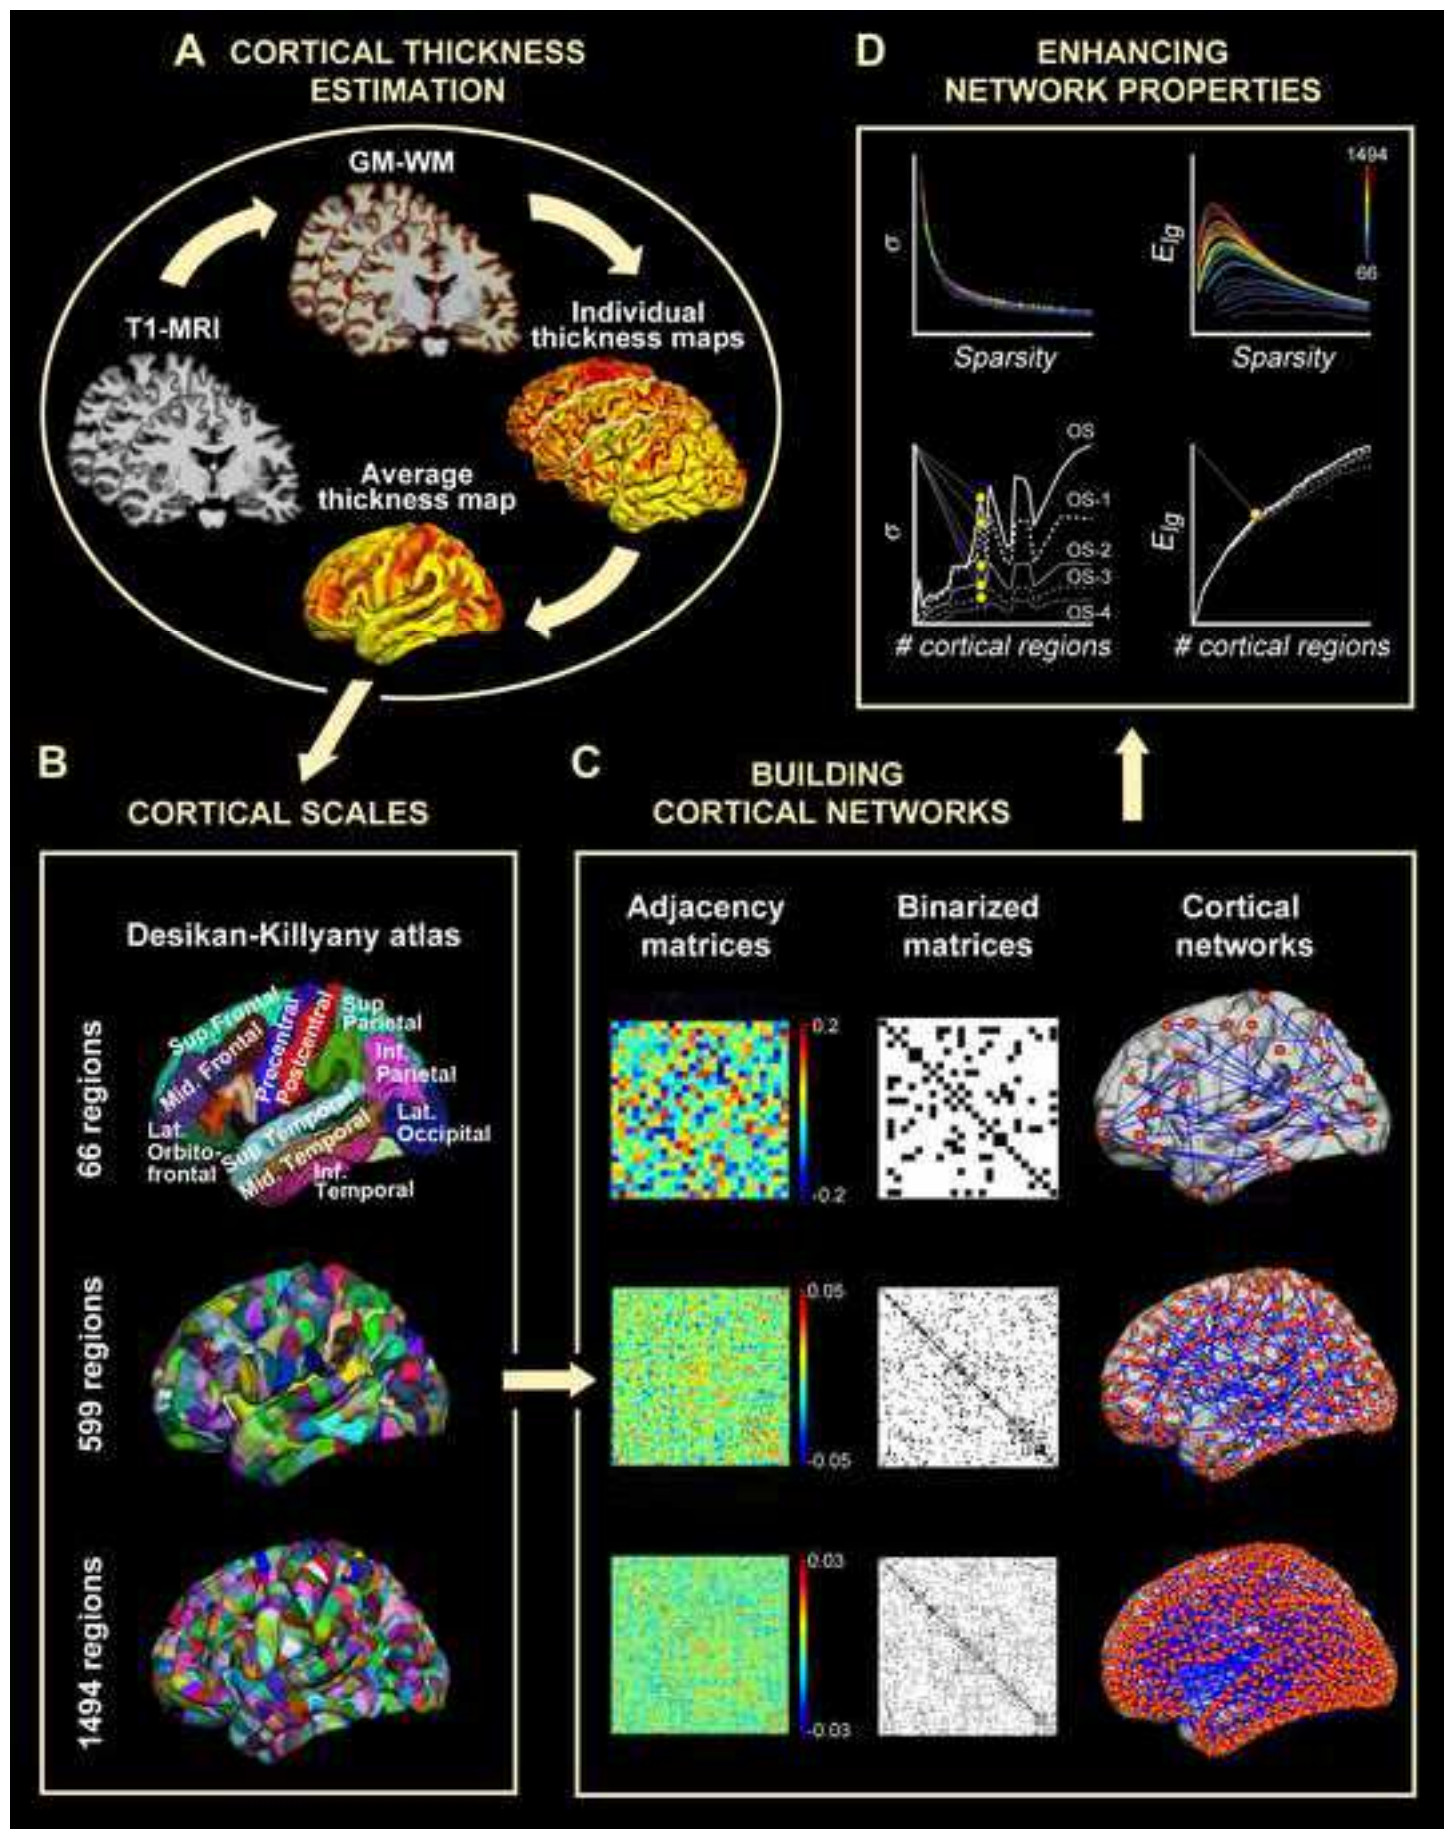 A CORTICAL THICKNESS
ESTIMATION
GM-WM
T1-MRI
Individual
thickness maps
Average
thickness map
D ENHANCING
NETWORK PROPERTIES
σ
Sparsity
1494
66
Elg
Sparsity
OS
OS-1
OS-2
OS-3
OS-4
σ
# cortical regions
Elg
# cortical regions
B
CORTICAL SCALES
Desikan-Killyany atlas
66 regions
Sup.Frontal
Mid. Frontal
Precentral
Postcentral
Sup
Parietal
Inf.
Parietal
Lat.
Occipital
Lat.
Orbito-
frontal
Sup Temporal
Mid. Temporal
Inf.
Temporal
599 regions
1494 regions
C BUILDING
CORTICAL NETWORKS
Adjacency
matrices
Binarized
matrices
Cortical
networks
0.2
-0.2
0.05
-0.05
0.03
-0.03